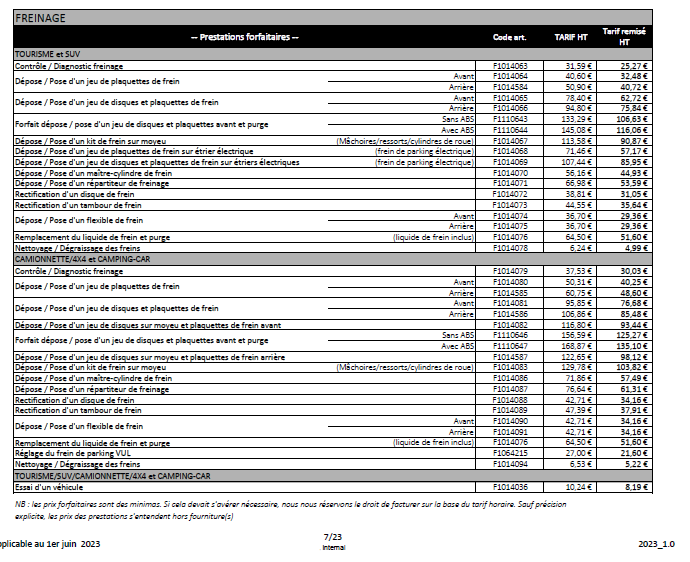 FREINAGE
-- Prestations forfaitaires -- Code art. TARIF HT Tarif remisé HT
TOURISME et SUV
Contrôle / Diagnostic freinage F1014063 31,59 € 25,27 €
Dépose / Pose d'un jeu de plaquettes de frein Avant F1014064 40,60 € 32,48 €
Arrière F1014584 50,90 € 40,72 €
Dépose / Pose d'un jeu de disques et plaquettes de frein Avant F1014065 78,40 € 62,72 €
Arrière F1014066 94,80 € 75,84 €
Forfait dépose / pose d'un jeu de disques et plaquettes avant et purge Sans ABS F1110643 133,29 € 106,63 €
Avec ABS F1110644 145,08 € 116,06 €
Dépose / Pose d'un kit de frein sur moyeu (Mâchoires/ressorts/cylindres de roue) F1014067 113,58 € 90,87 €
Dépose / Pose d'un jeu de plaquettes de frein sur étrier électrique (frein de parking électrique) F1014068 71,46 € 57,17 €
Dépose / Pose d'un jeu de disques et plaquettes de frein sur étriers électriques (frein de parking électrique) F1014069 107,44 € 85,95 €
Dépose / Pose d'un maître-cylindre de frein F1014070 56,16 € 44,93 €
Dépose / Pose d'un répartiteur de freinage F1014071 66,98 € 53,59 €
Rectification d'un disque de frein F1014072 38,81 € 31,05 €
Rectification d'un tambour de frein F1014073 44,55 € 35,64 €
Dépose / Pose d'un flexible de frein Avant F1014074 36,70 € 29,36 €
Arrière F1014075 36,70 € 29,36 €
Remplacement du liquide de frein et purge (liquide de frein inclus) F1014076 64,50 € 51,60 €
Nettoyage / Dégraissage des freins F1014078 6,24 € 4,99 €
CAMIONNETTE/4X4 et CAMPING-CAR
Contrôle / Diagnostic freinage F1014079 37,53 € 30,03 €
Dépose / Pose d'un jeu de plaquettes de frein Avant F1014080 50,31 € 40,25 €
Arrière F1014585 60,75 € 48,60 €
Dépose / Pose d'un jeu de disques et plaquettes de frein Avant F1014081 95,85 € 76,68 €
Arrière F1014586 106,86 € 85,48 €
Dépose / Pose d'un jeu de disques sur moyeu et plaquettes de frein avant F1014082 116,80 € 93,44 €
Forfait dépose / pose d'un jeu de disques et plaquettes avant et purge Sans ABS F1110646 156,59 € 125,27 €
Avec ABS F1110647 168,87 € 135,10 €
Dépose / Pose d'un jeu de disques sur moyeu et plaquettes de frein arrière F1014587 122,65 € 98,12 €
Dépose / Pose d'un kit de frein sur moyeu (Mâchoires/ressorts/cylindres de roue) F1014083 129,78 € 103,82 €
Dépose / Pose d'un maître-cylindre de frein F1014086 71,86 € 57,49 €
Dépose / Pose d'un répartiteur de freinage F1014087 76,64 € 61,31 €
Rectification d'un disque de frein F1014088 42,71 € 34,16 €
Rectification d'un tambour de frein F1014089 47,39 € 37,91 €
Dépose / Pose d'un flexible de frein Avant F1014090 42,71 € 34,16 €
Arrière F1014091 42,71 € 34,16 €
Remplacement du liquide de frein et purge (liquide de frein inclus) F1014076 64,50 € 51,60 €
Réglage du frein de parking VUL F1064215 27,00 € 21,60 €
Nettoyage / Dégraissage des freins F1014094 6,53 € 5,22 €
TOURISME/SUV/CAMIONNETTE/4X4 et CAMPING-CAR
Essai d'un véhicule F1014036 10,24 € 8,19 €
NB : les prix forfaitaires sont des minimas. Si cela devait s'avérer nécessaire, nous nous réservons le droit de facturer sur la base du tarif horaire. Sauf précision
explicite, les prix des prestations s'entendent hors fourniture(s)
pplicable au 1er juin 2023 7/23 2023_1.0
Internal